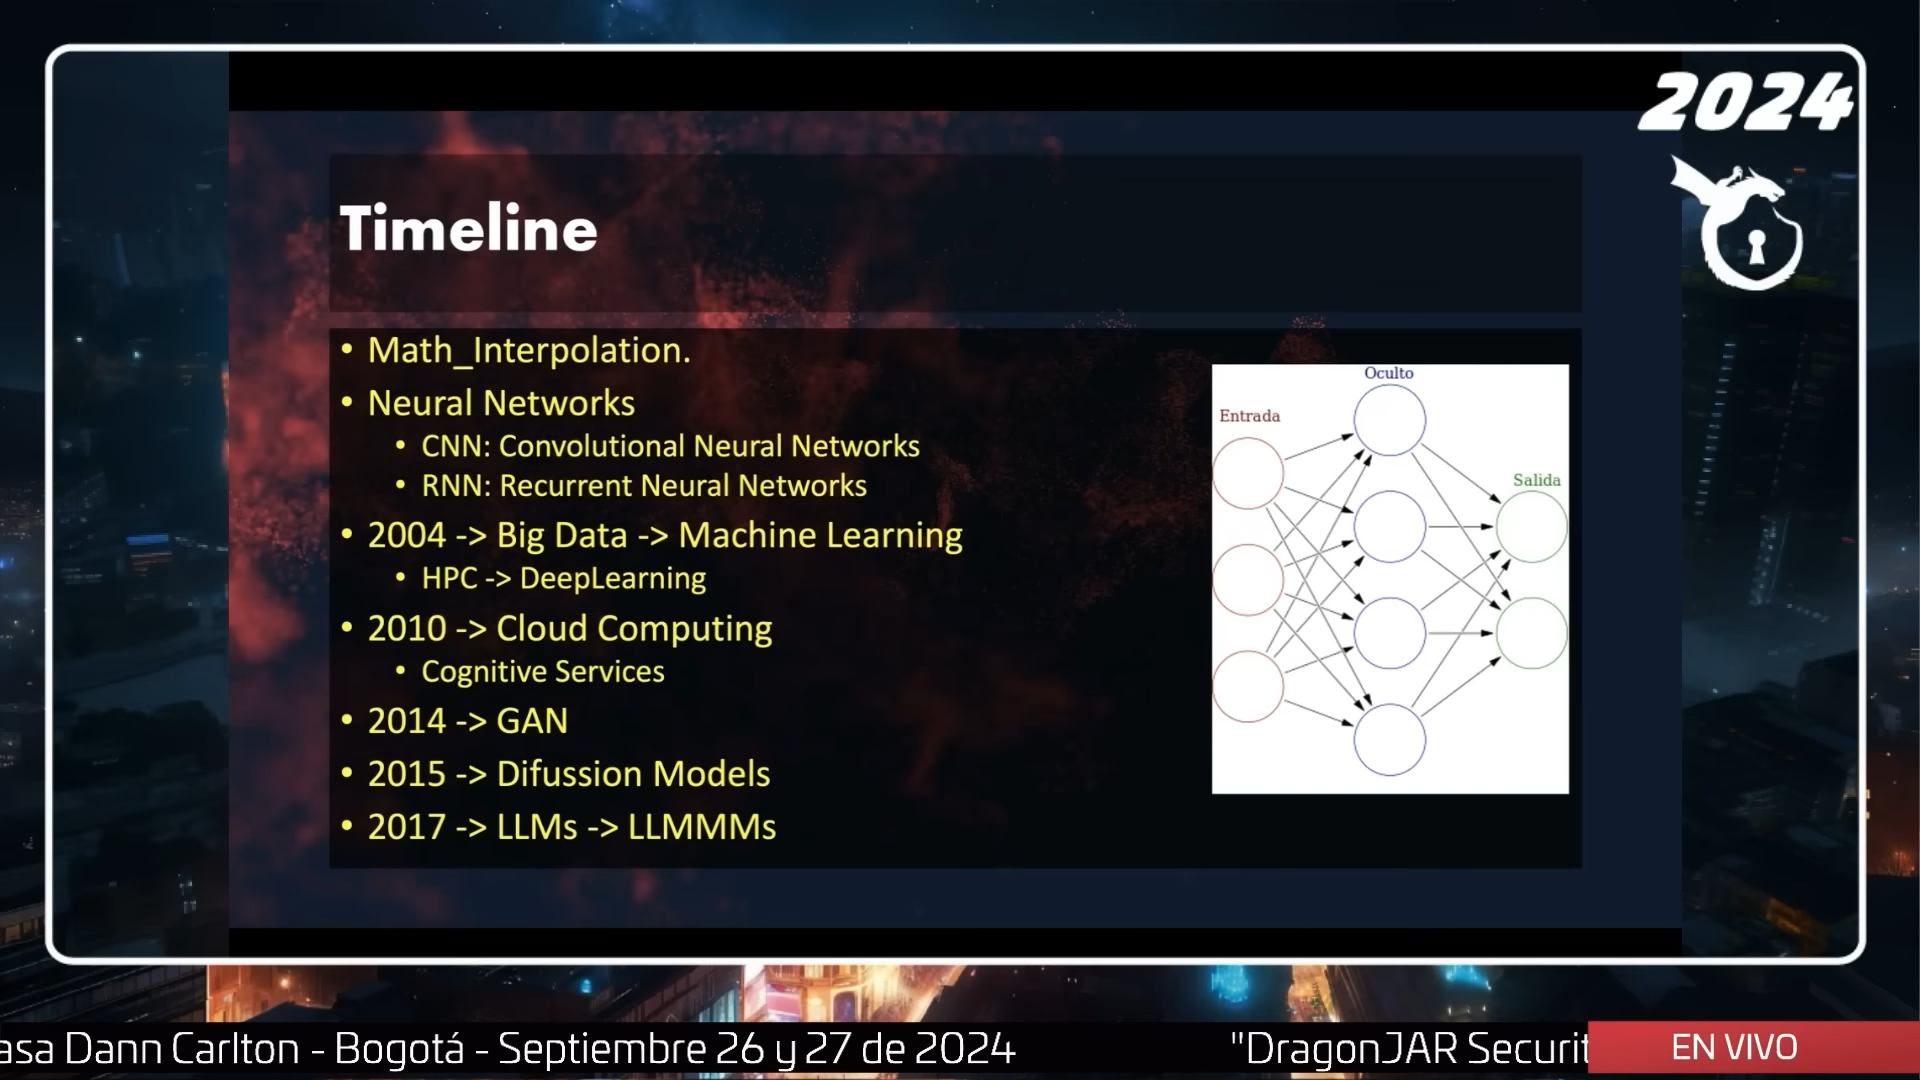 2024
Timeline
• Math_Interpolation.
• Neural Networks
• CNN: Convolutional Neural Networks
• RNN: Recurrent Neural Networks
• 2004 -> Big Data -> Machine Learning
• HPC -> DeepLearning
• 2010 -> Cloud Computing
• Cognitive Services
• 2014 -> GAN
• 2015 -> Difussion Models
• 2017 -> LLMs -> LLMMMs
Oculto
Entrada
Salida
asa Dann Carlton - Bogotá - Septiembre 26 y 27 de 2024
"DragonJAR Securit
EN VIVO